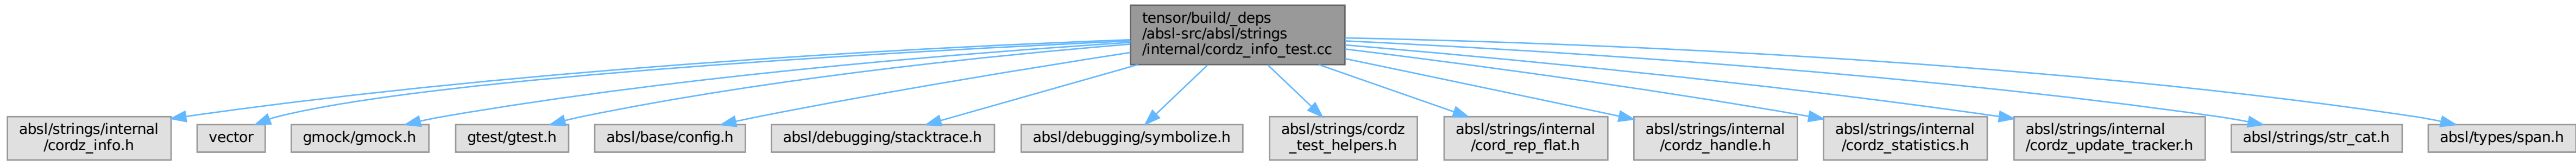 tensor/build/_deps
/absl-src/absl/strings
/internal/cordz_info_test.cc
absl/strings/internal
/cordz_info.h
vector
gmock/gmock.h
gtest/gtest.h
absl/base/config.h
absl/debugging/stacktrace.h
absl/debugging/symbolize.h
absl/strings/cordz
_test_helpers.h
absl/strings/internal
/cord_rep_flat.h
absl/strings/internal
/cordz_handle.h
absl/strings/internal
/cordz_statistics.h
absl/strings/internal
/cordz_update_tracker.h
absl/strings/str_cat.h
absl/types/span.h